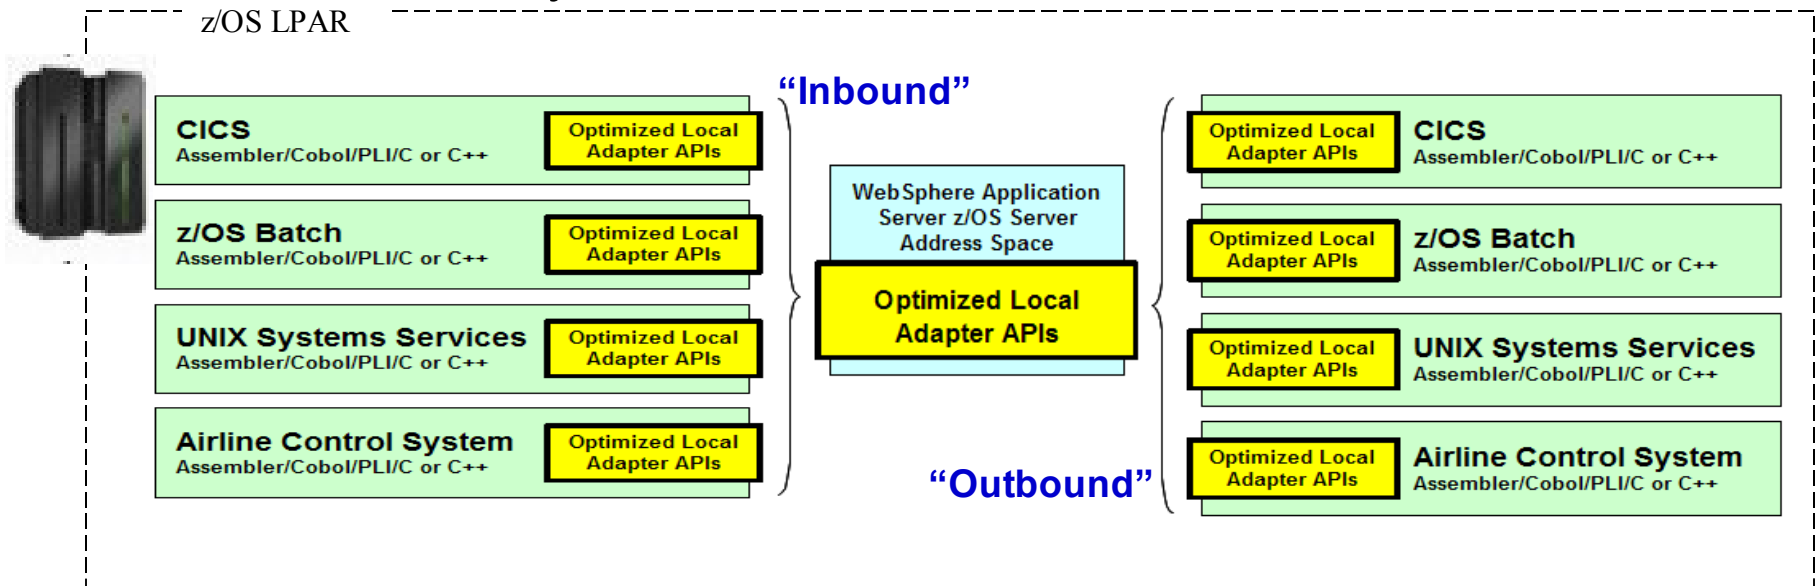 z/OS LPAR
“Inbound”
CICS
Assembler/Cobol/PLI/C or C++
Optimized Local
Adapter APIs
z/OS Batch
Assembler/Cobol/PLI/C or C++
Optimized Local
Adapter APIs
UNIX Systems Services
Assembler/Cobol/PLI/C or C++
Optimized Local
Adapter APIs
Airline Control System
Assembler/Cobol/PLI/C or C++
Optimized Local
Adapter APIs
WebSphere Application
Server z/OS Server
Address Space
Optimized Local
Adapter APIs
“Outbound”
Optimized Local
Adapter APIs
CICS
Assembler/Cobol/PLI/C or C++
Optimized Local
Adapter APIs
z/OS Batch
Assembler/Cobol/PLI/C or C++
Optimized Local
Adapter APIs
UNIX Systems Services
Assembler/Cobol/PLI/C or C++
Optimized Local
Adapter APIs
Airline Control System
Assembler/Cobol/PLI/C or C++